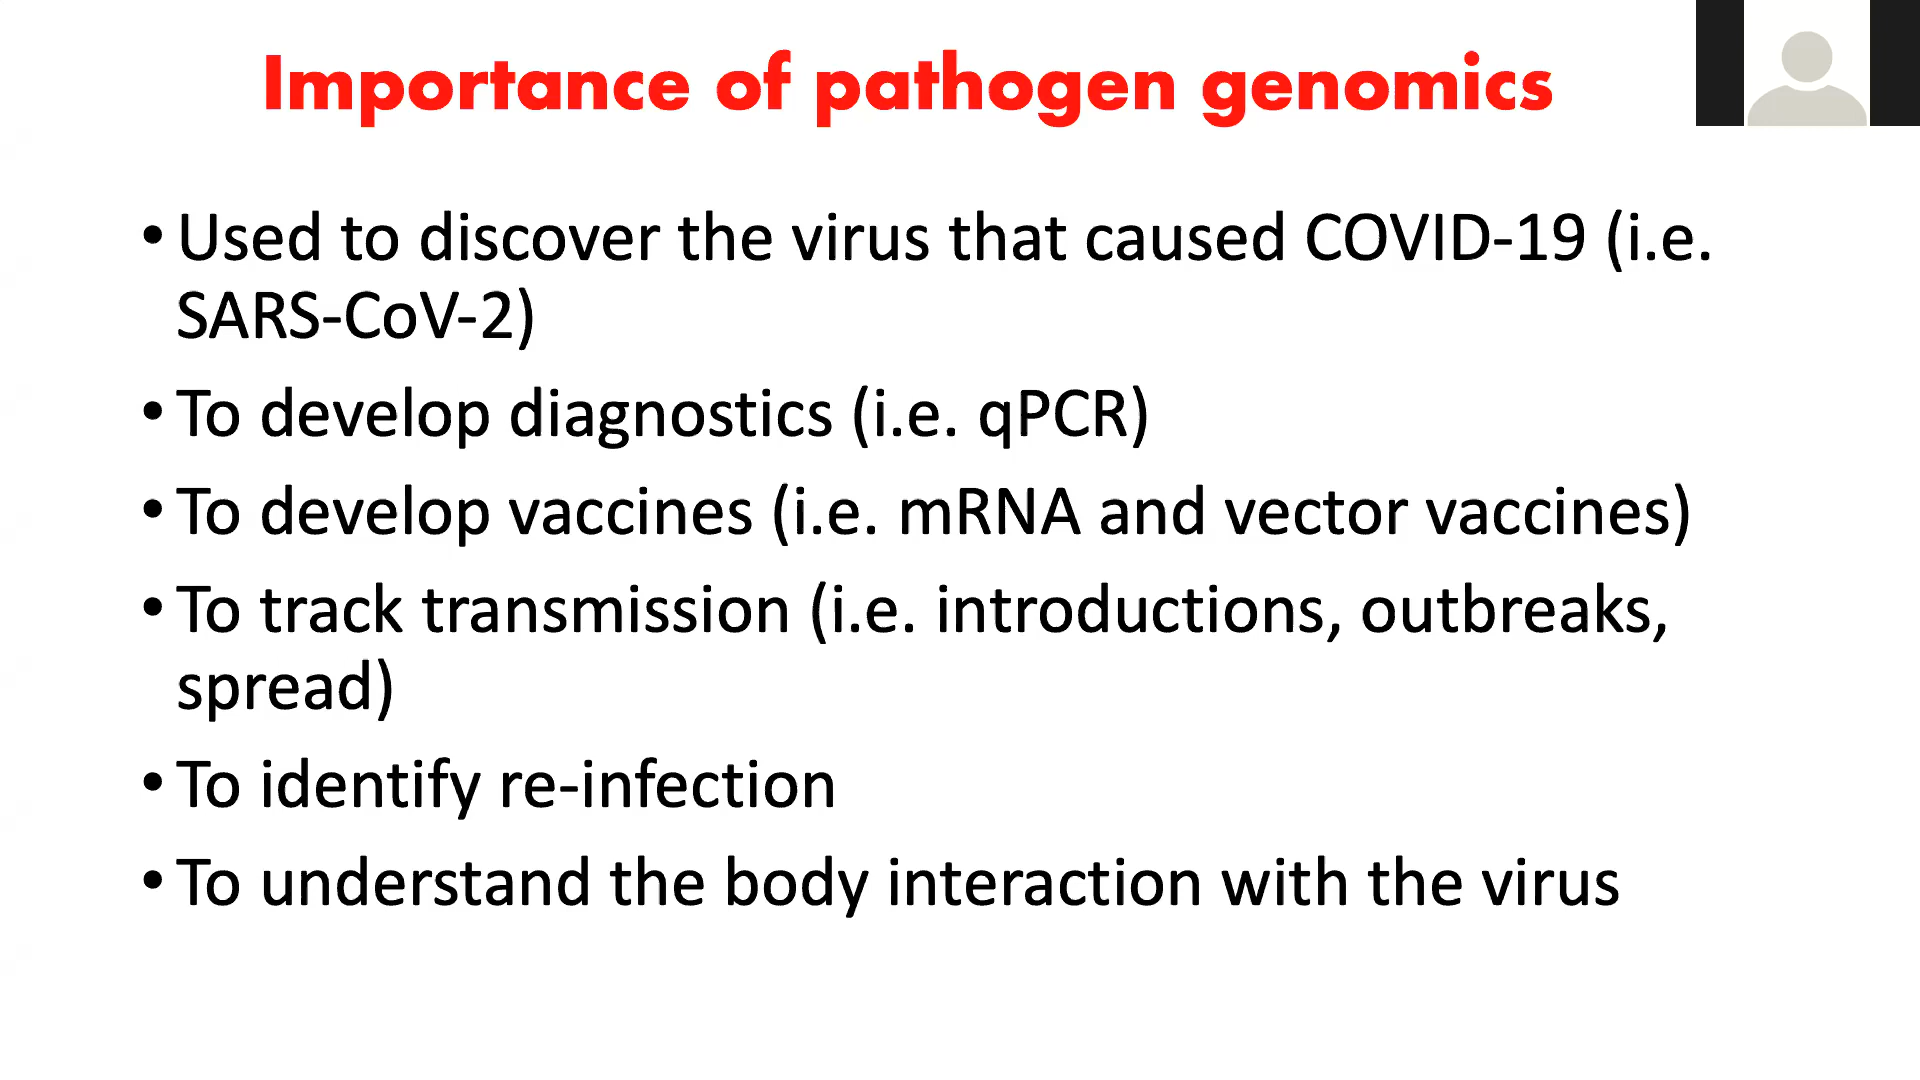 Importance of pathogen genomics
• Used to discover the virus that caused COVID-19 (i.e.
SARS-CoV-2)
• To develop diagnostics (i.e. qPCR)
• To develop vaccines (i.e. mRNA and vector vaccines)
• To track transmission (i.e. introductions, outbreaks,
spread)
• To identify re-infection
• To understand the body interaction with the virus